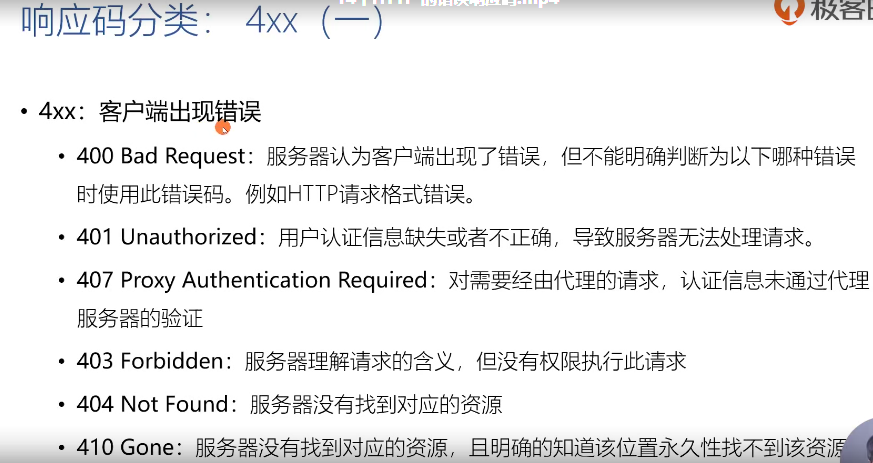 响应码分类： 4xx（一）
极客
• 4xx：客户端出现错误
• 400 Bad Request：服务器认为客户端出现了错误，但不能明确判断为以下哪种错误
时使用此错误码。例如HTTP请求格式错误。
• 401 Unauthorized：用户认证信息缺失或者不正确，导致服务器无法处理请求。
• 407 Proxy Authentication Required：对需要经由代理的请求，认证信息未通过代理
服务器的验证
• 403 Forbidden：服务器理解请求的含义，但没有权限执行此请求
• 404 Not Found：服务器没有找到对应的资源
• 410 Gone：服务器没有找到对应的资源，且明确的知道该位置永久性找不到该资源